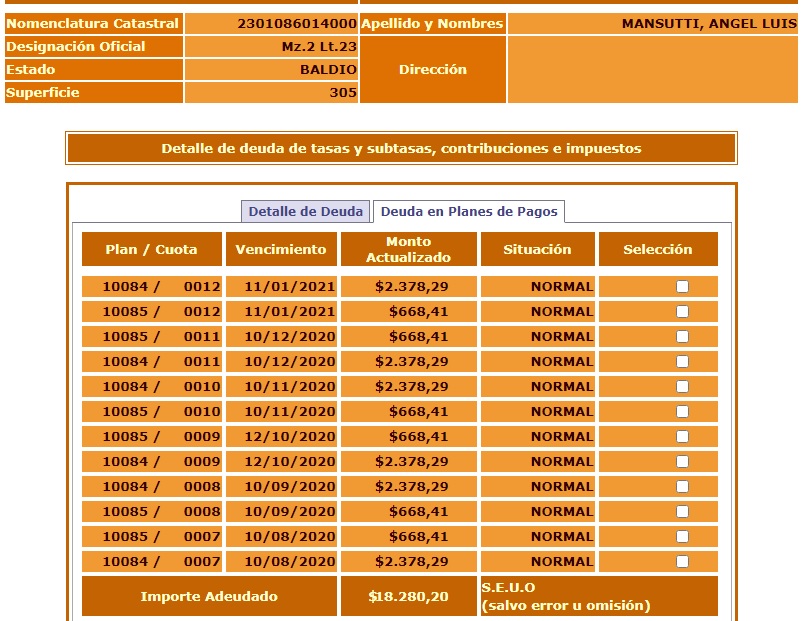 Nomenclatura Catastral 2301086014000 Apellido y Nombres MANSUTTI, ANGEL LUIS
Designación Oficial Mz.2 Lt.23
Estado BALDIO Dirección
Superficie 305
Detalle de deuda de tasas y subtasas, contribuciones e impuestos
Detalle de Deuda Deuda en Planes de Pagos
Plan / Cuota Vencimiento Monto Actualizado Situación Selección
10084 / 0012 11/01/2021 $2.378,29 NORMAL
10085 / 0012 11/01/2021 $668,41 NORMAL
10085 / 0011 10/12/2020 $668,41 NORMAL
10084 / 0011 10/12/2020 $2.378,29 NORMAL
10084 / 0010 10/11/2020 $2.378,29 NORMAL
10085 / 0010 10/11/2020 $668,41 NORMAL
10085 / 0009 12/10/2020 $668,41 NORMAL
10084 / 0009 12/10/2020 $2.378,29 NORMAL
10084 / 0008 10/09/2020 $2.378,29 NORMAL
10085 / 0008 10/09/2020 $668,41 NORMAL
10085 / 0007 10/08/2020 $668,41 NORMAL
10084 / 0007 10/08/2020 $2.378,29 NORMAL
Importe Adeudado $18.280,20 S.E.U.O
(salvo error u omisión)